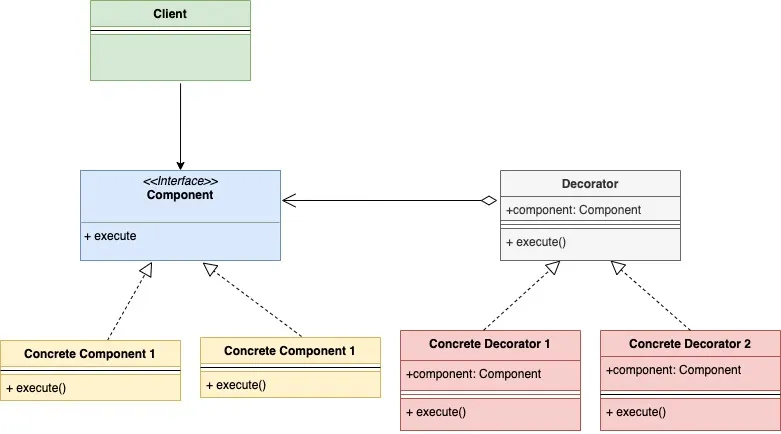 Client
<<Interface>>
Component
+ execute
Decorator
+component: Component
+ execute()
Concrete Component 1
+ execute()
Concrete Component 1
+ execute()
Concrete Decorator 1
+component: Component
+ execute()
Concrete Decorator 2
+component: Component
+ execute()